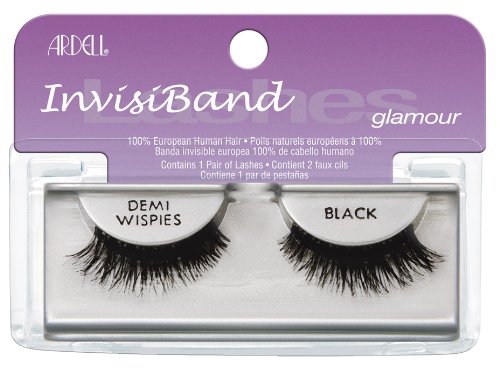 ARDELL®
Lashes
InvisiBand
glamour
100% European Human Hair • Poils naturels européens à 100%
Banda invisible europea 100% de cabello humano
Contains 1 Pair of Lashes • Contient 2 faux cils
Contiene 1 par de pestañas
DEMI
WISPIES
BLACK